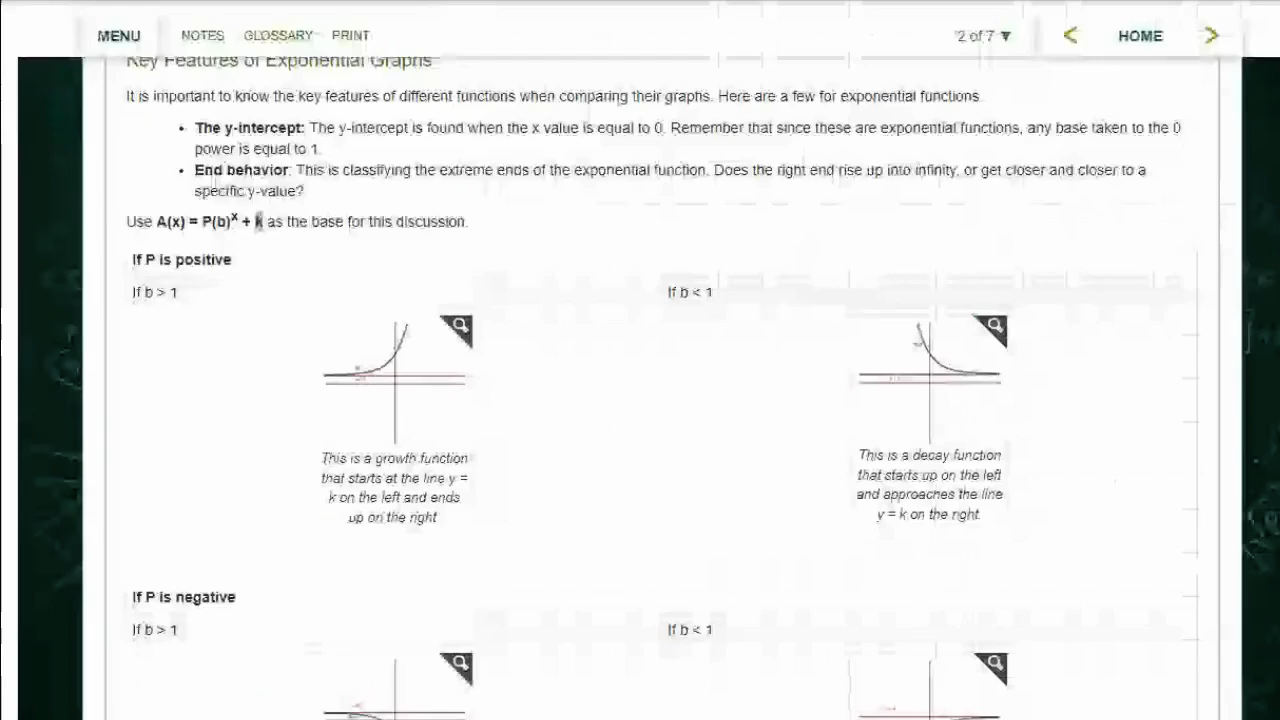 MENU NOTES GLOSSARY PRINT 2 of 7 ▼ < HOME >
Key Features of Exponential Graphs
It is important to know the key features of different functions when comparing their graphs. Here are a few for exponential functions.
• The y-intercept: The y-intercept is found when the x value is equal to 0. Remember that since these are exponential functions, any base taken to the 0
power is equal to 1.
• End behavior: This is classifying the extreme ends of the exponential function. Does the right end rise up into infinity, or get closer and closer to a
specific y-value?
Use A(x) = P(b)^x + k as the base for this discussion.
If P is positive
If b > 1 If b < 1
This is a growth function
that starts at the line y =
k on the left and ends
up on the right
This is a decay function
that starts up on the left
and approaches the line
y = k on the right.
If P is negative
If b > 1 If b < 1